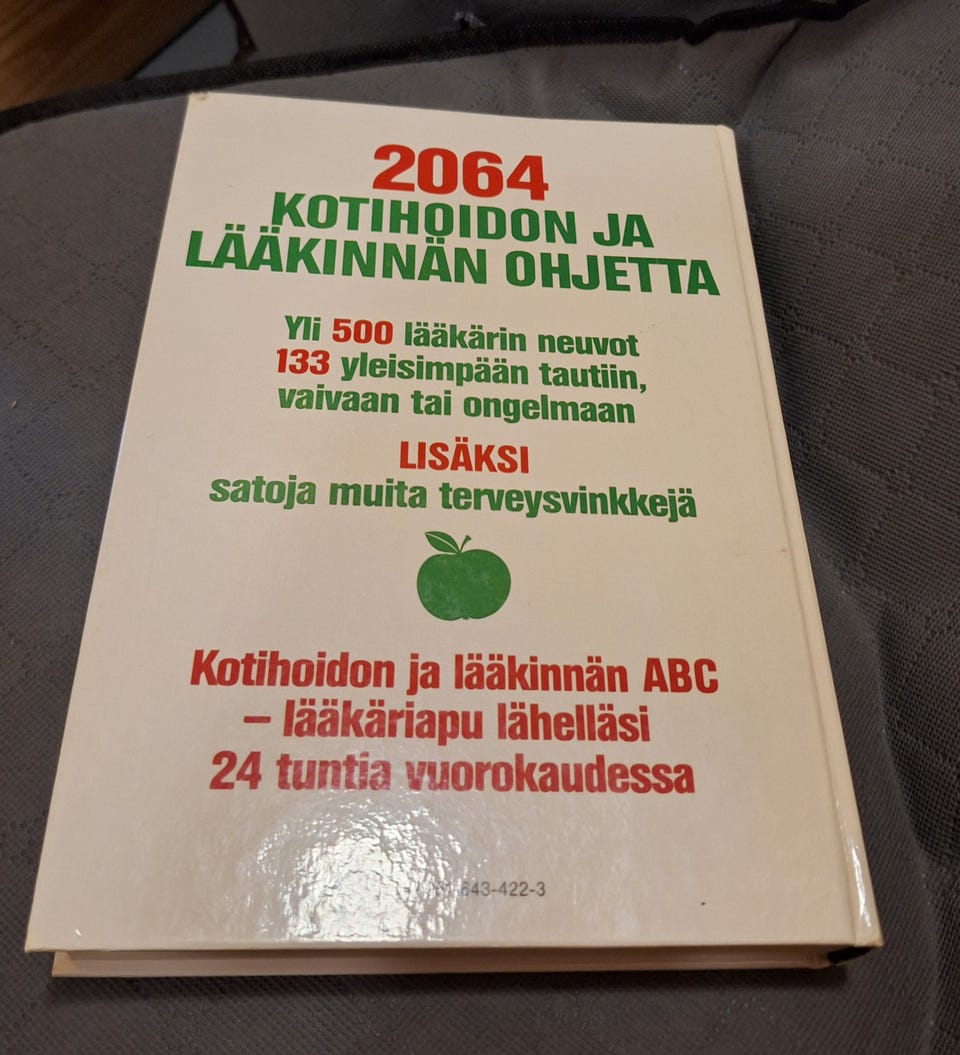 2064
KOTIHOIDON JA
LÄÄKINNÄN OHJETTA
Yli 500 lääkärin neuvot
133 yleisimpään tautiin,
vaivaan tai ongelmaan
LISÄKSI
satoja muita terveysvinkkejä
Kotihoidon ja lääkinnän ABC
– lääkäriapu lähelläsi
24 tuntia vuorokaudessa
643-422-3